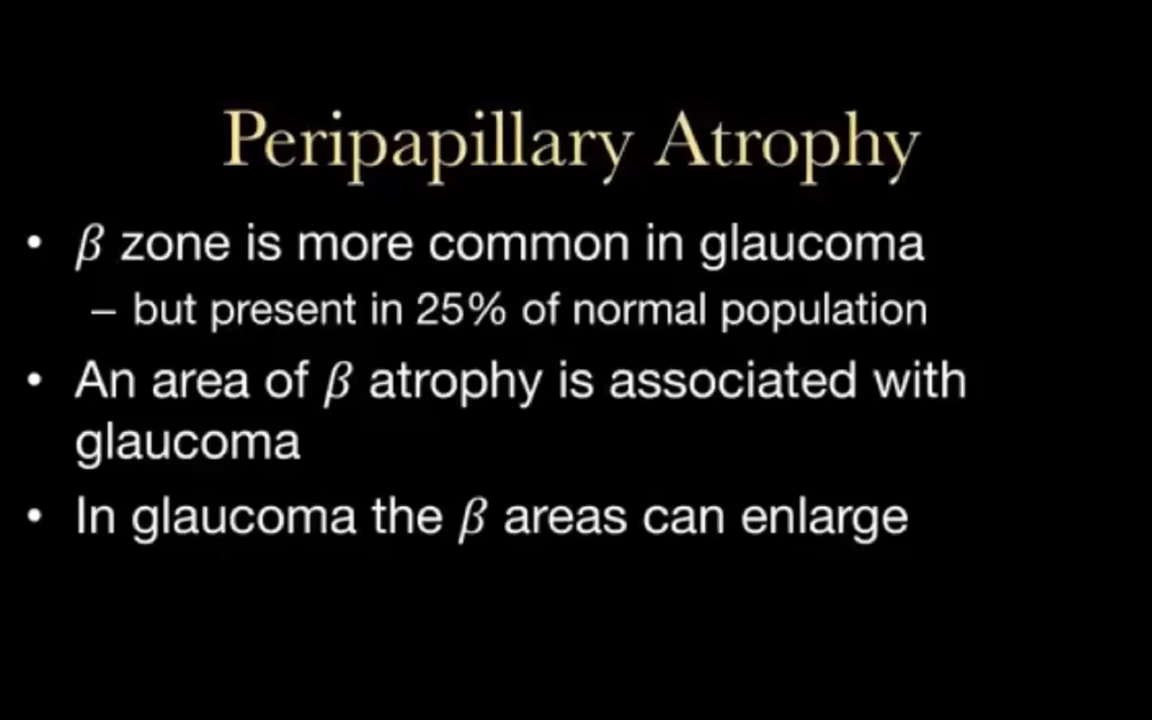 Peripapillary Atrophy
• β zone is more common in glaucoma
– but present in 25% of normal population
• An area of β atrophy is associated with
glaucoma
• In glaucoma the β areas can enlarge